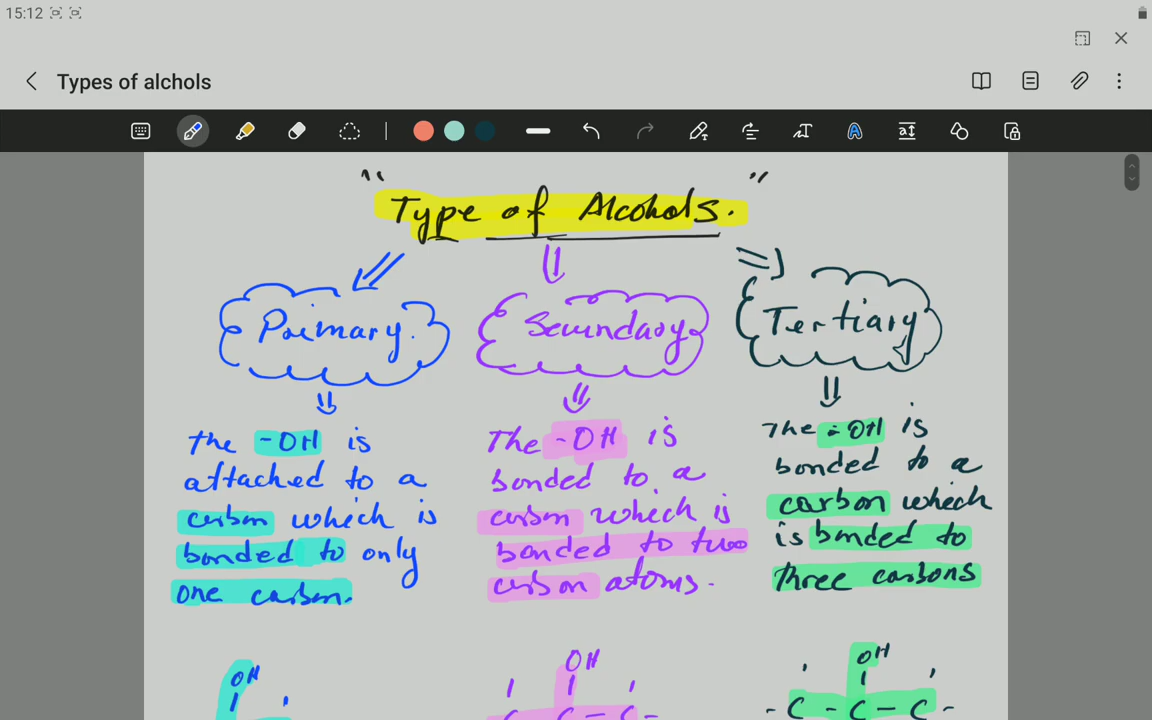 15:12
Types of alchols
" Type of Alcohols. "
Primary.
Secundary
Tertiary
the -OH is
attached to a
carbon which is
bonded to only
one carbon.
The -OH is
bonded to a
carbon which is
bonded to two
carbon atoms.
The -OH is
bonded to a
carbon which
is bonded to
three carbons
OH
OH
C - C - C -
OH
- C - C - C -